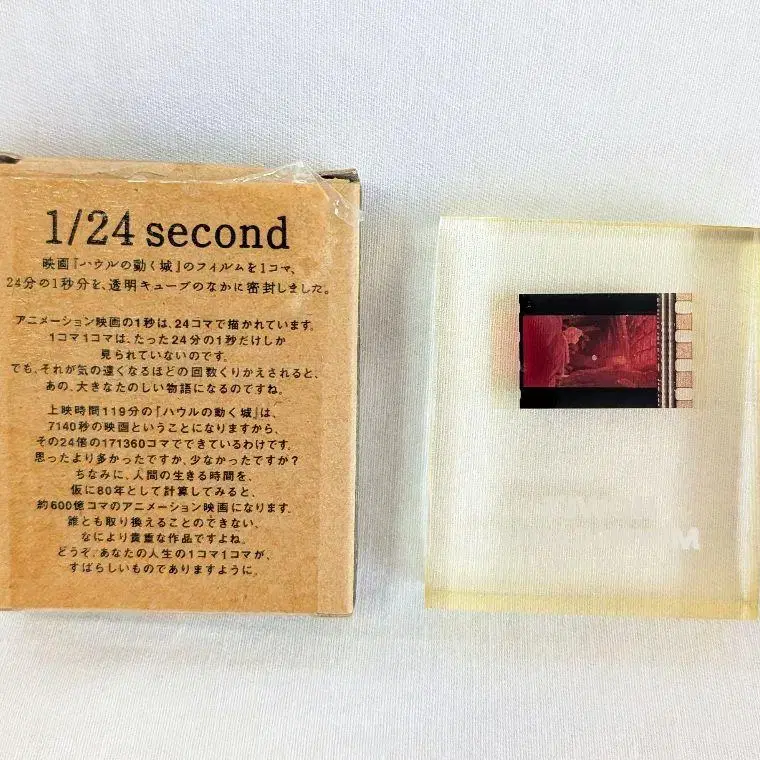 1/24 second
映画『ハウルの動く城』のフィルムを1コマ、
24分の1秒分を、透明キューブのなかに密封しました。
アニメーション映画の1秒は、24コマで描かれています。
1コマ1コマは、たった24分の1秒だけしか
見られていないのです。
でも、それが気の遠くなるほどの回数くりかえされると、
あの、大きなたのしい物語になるのですね。
上映時間119分の『ハウルの動く城』は、
7140秒の映画ということになりますから、
その24倍の171360コマでできているわけです。
思ったより多かったですか、少なかったですか?
ちなみに、人間の生きる時間を、
仮に80年として計算してみると、
約600億コマのアニメーション映画になります。
誰とも取り換えることのできない、
なにより貴重な作品ですよね。
どうぞ、あなたの人生の1コマ1コマが、
すばらしいものでありますように。
M